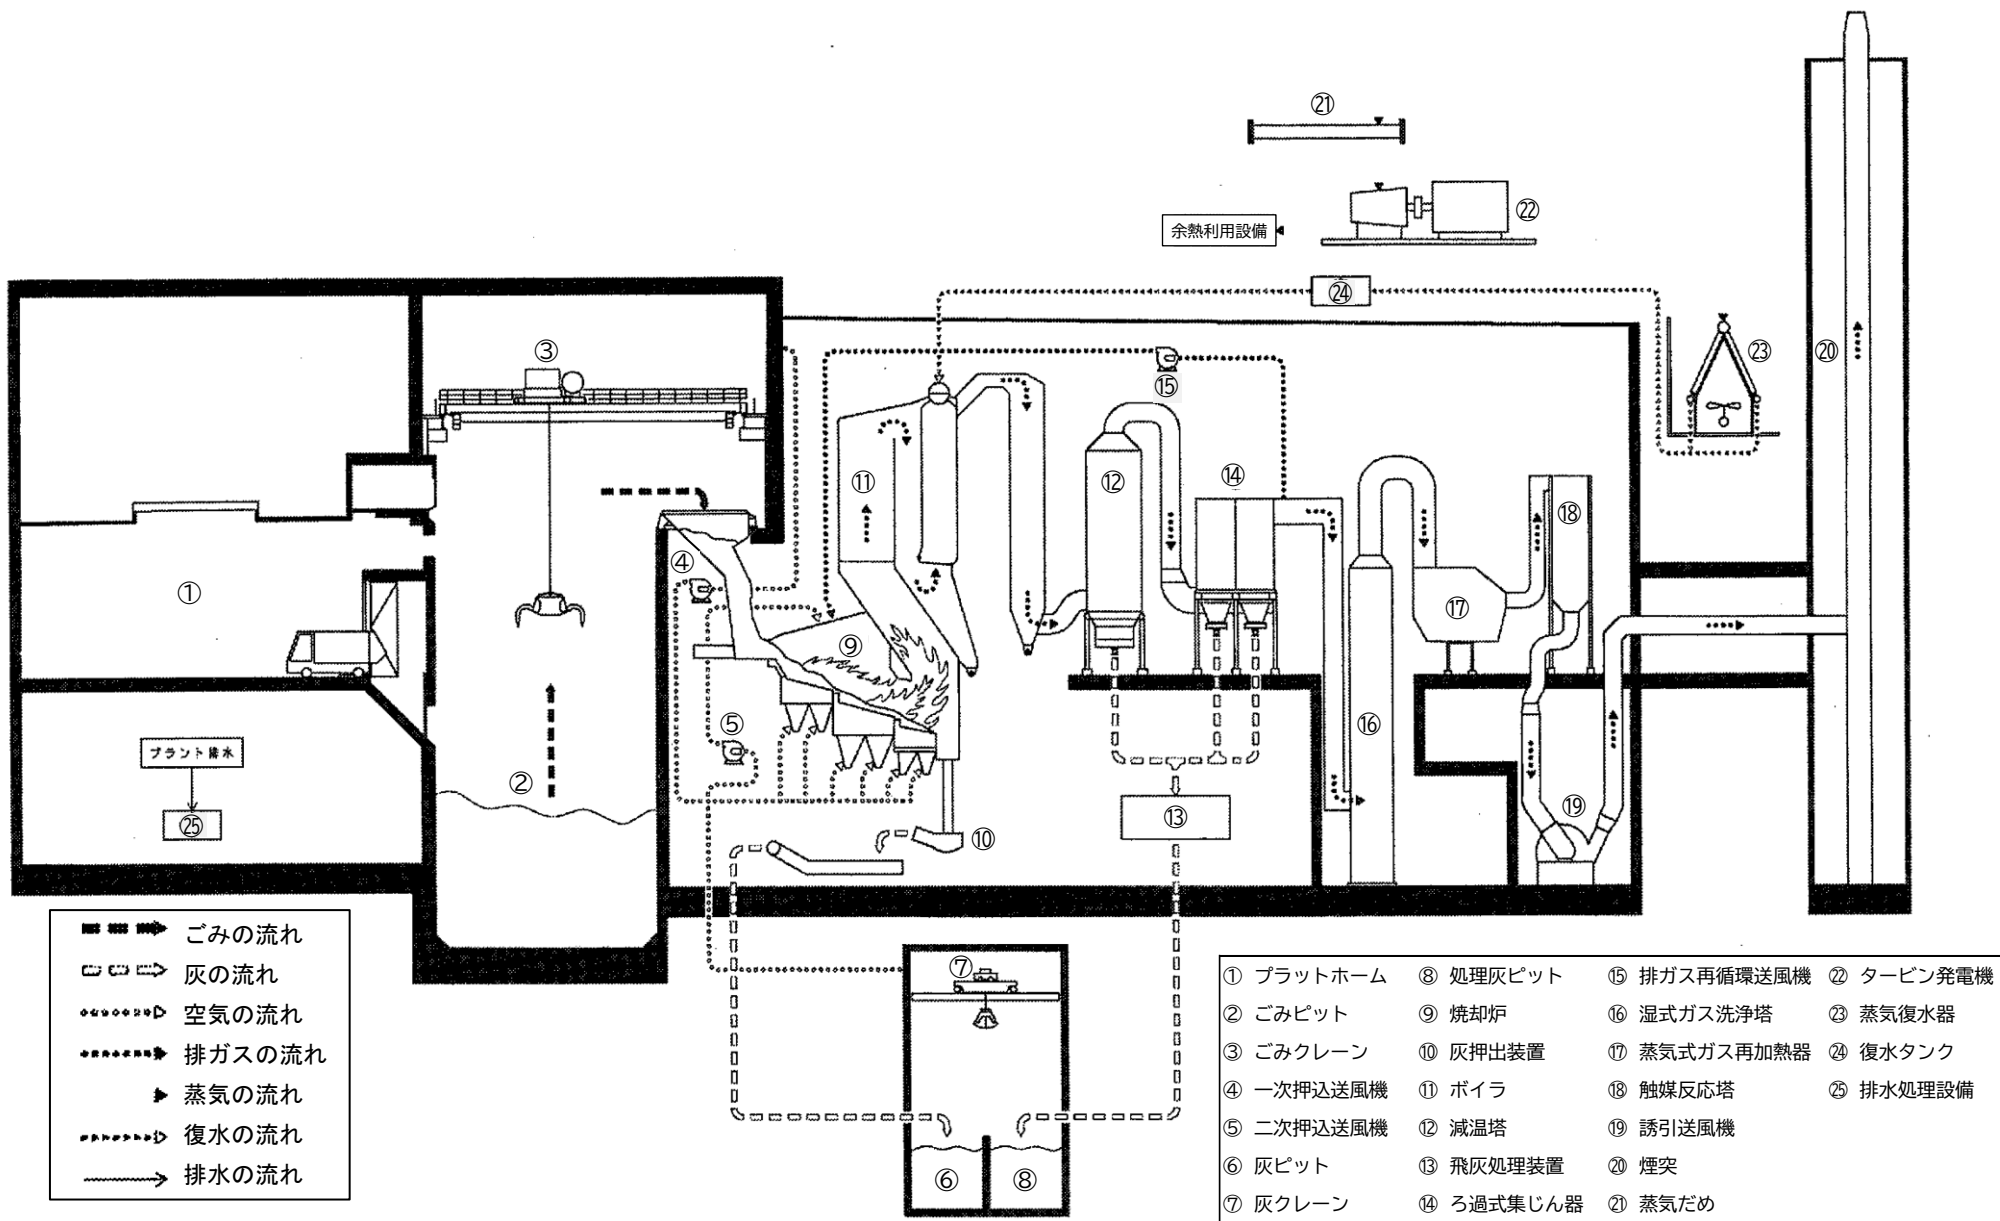 ㉑
㉒
余熱利用設備
㉔
③
⑮
㉓
⑳
⑪
⑫
⑭
⑱
④
①
⑰
⑨
⑤
⑯
プラント排水
②
㉕
⑬
⑲
⑩
⑦
⑥
⑧
ごみの流れ
灰の流れ
空気の流れ
排ガスの流れ
蒸気の流れ
復水の流れ
排水の流れ
① プラットホーム
② ごみピット
③ ごみクレーン
④ 一次押込送風機
⑤ 二次押込送風機
⑥ 灰ピット
⑦ 灰クレーン
⑧ 処理灰ピット
⑨ 焼却炉
⑩ 灰押出装置
⑪ ボイラ
⑫ 減温塔
⑬ 飛灰処理装置
⑭ ろ過式集じん器
⑮ 排ガス再循環送風機
⑯ 湿式ガス洗浄塔
⑰ 蒸気式ガス再加熱器
⑱ 触媒反応塔
⑲ 誘引送風機
⑳ 煙突
㉑ 蒸気だめ
㉒ タービン発電機
㉓ 蒸気復水器
㉔ 復水タンク
㉕ 排水処理設備